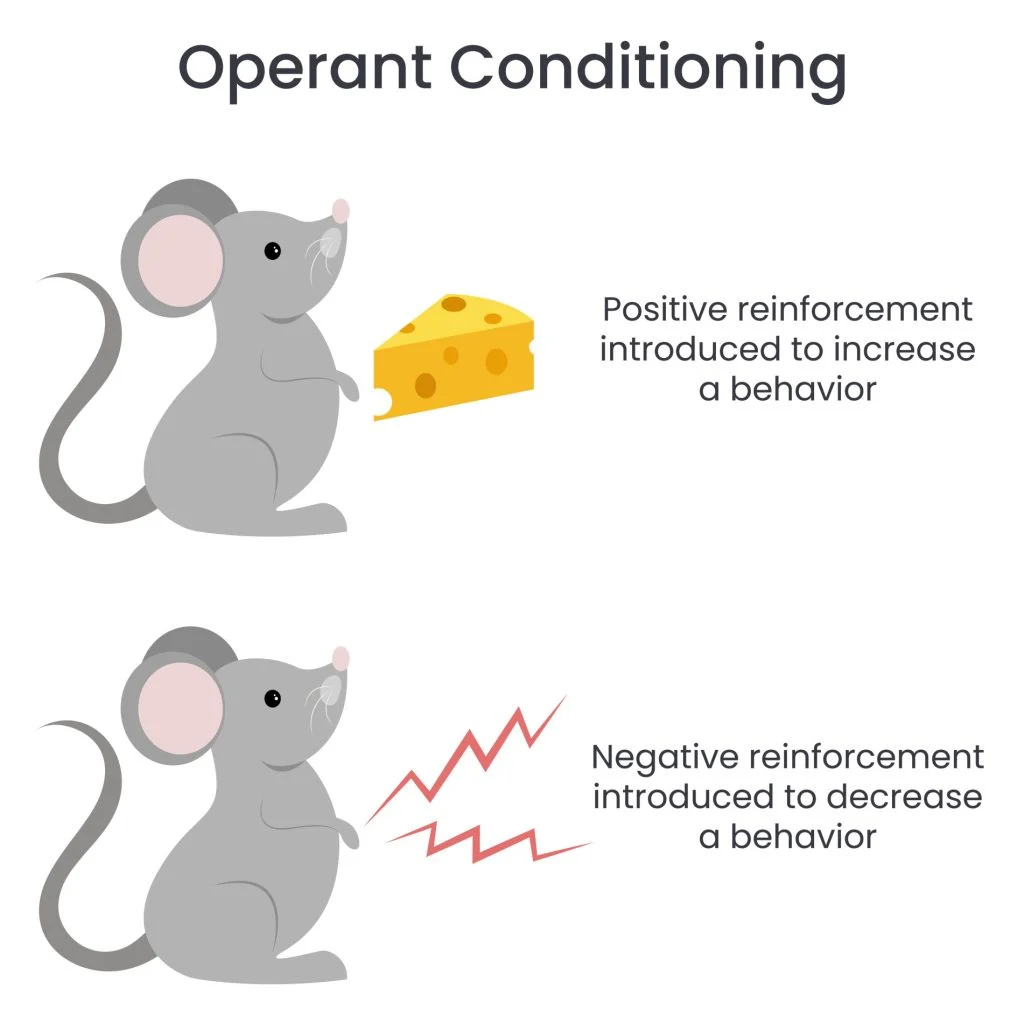 Operant Conditioning
Positive reinforcement
introduced to increase
a behavior
Negative reinforcement
introduced to decrease
a behavior